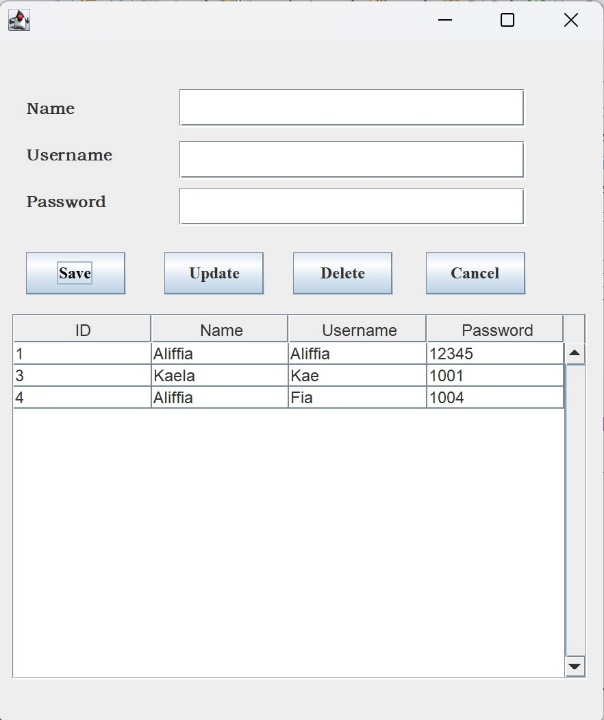 Name
Username
Password
Save Update Delete Cancel
ID Name Username Password
1 Aliffia Aliffia 12345
3 Kaela Kae 1001
4 Aliffia Fia 1004